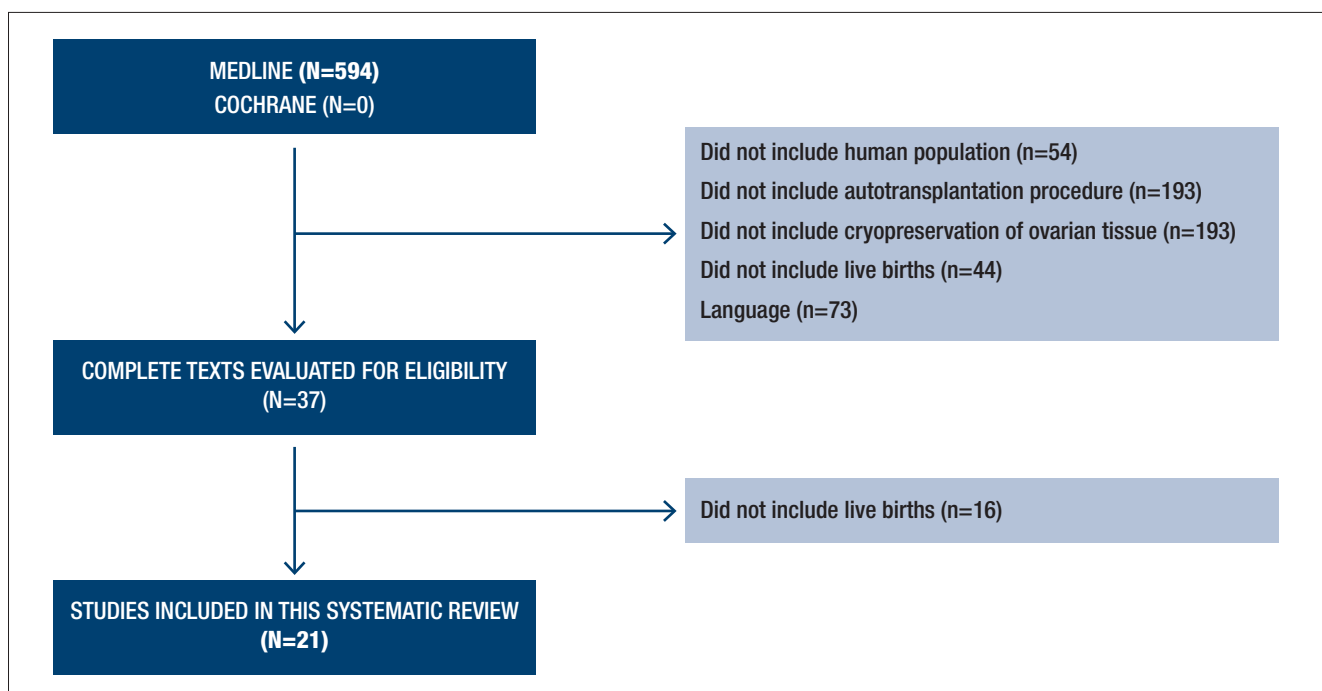 MEDLINE (N=594)
COCHRANE (N=0)
Did not include human population (n=54)
Did not include autotransplantation procedure (n=193)
Did not include cryopreservation of ovarian tissue (n=193)
Did not include live births (n=44)
Language (n=73)
COMPLETE TEXTS EVALUATED FOR ELIGIBILITY
(N=37)
Did not include live births (n=16)
STUDIES INCLUDED IN THIS SYSTEMATIC REVIEW
(N=21)